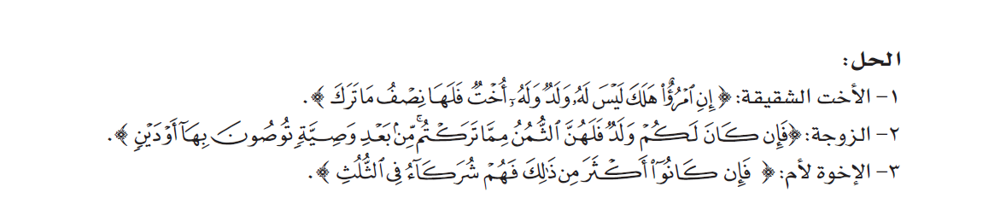 الحل:
١- الأخت الشقيقة: ﴿ إِنِ ٱمْرُؤٌا۟ هَلَكَ لَيْسَ لَهُۥ وَلَدٌ وَلَهُۥٓ أُخْتٌ فَلَهَا نِصْفُ مَا تَرَكَ ﴾.
٢- الزوجة: ﴿فَإِن كَانَ لَكُمْ وَلَدٌ فَلَهُنَّ ٱلثُّمُنُ مِمَّا تَرَكْتُمۚ مِّنۢ بَعْدِ وَصِيَّةٍ تُوصُونَ بِهَآ أَوْ دَيْنٍ ﴾.
٣- الإخوة لأم: ﴿ فَإِن كَانُوٓا۟ أَكْثَرَ مِن ذَٰلِكَ فَهُمْ شُرَكَآءُ فِى ٱلثُّلُثِ ﴾.